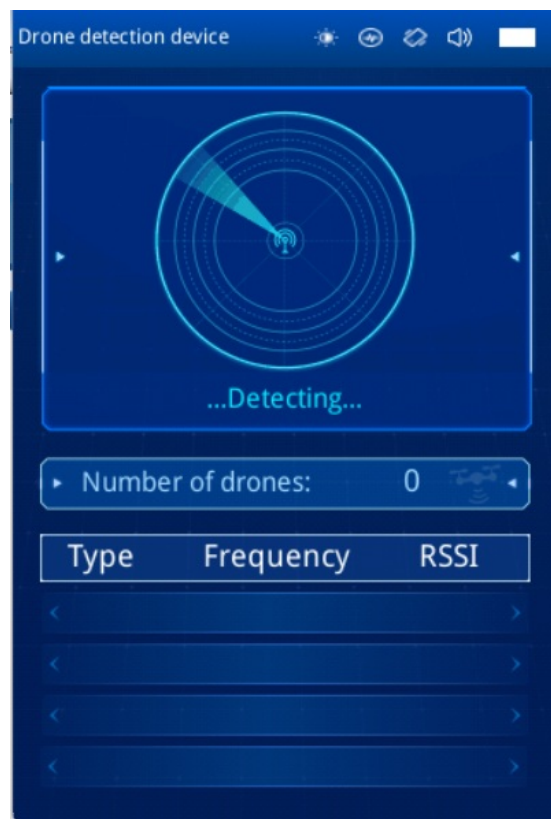 Drone detection device
...Detecting...
Number of drones: 0
Type Frequency RSSI